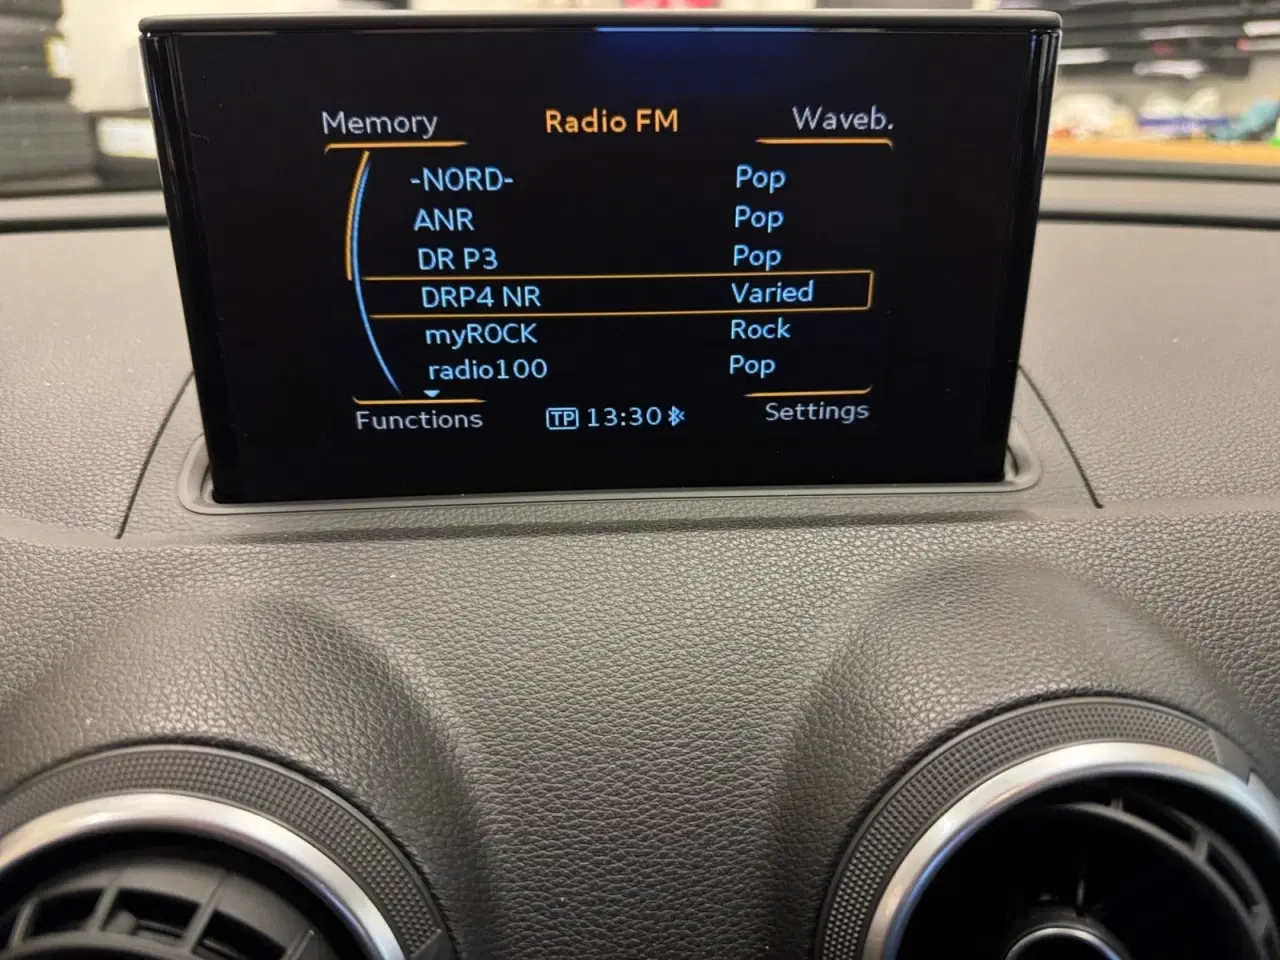 Memory Radio FM Waveb.
-NORD- Pop
ANR Pop
DR P3 Pop
DRP4 NR Varied
myROCK Rock
radio100 Pop
Functions TP 13:30 Settings